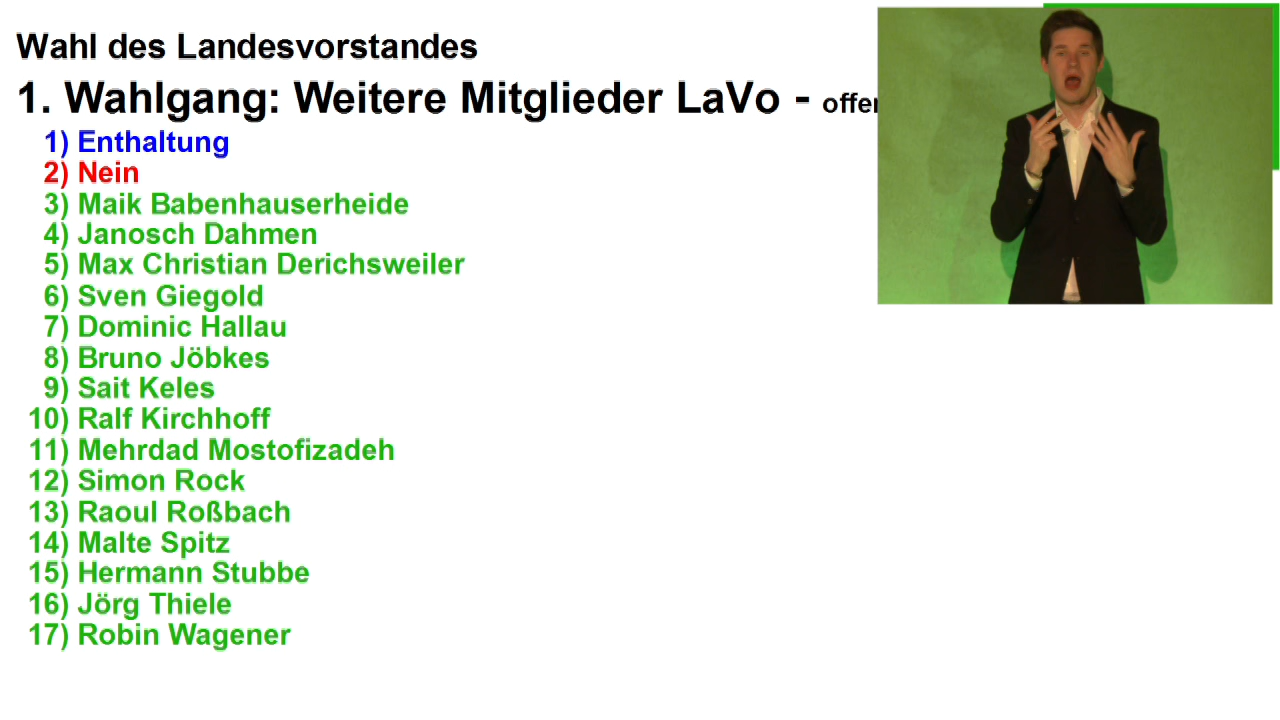 Wahl des Landesvorstandes
1. Wahlgang: Weitere Mitglieder LaVo -
1) Enthaltung
2) Nein
3) Maik Babenhauserheide
4) Janosch Dahmen
5) Max Christian Derichsweiler
6) Sven Giegold
7) Dominic Hallau
8) Bruno Jöbkes
9) Sait Keles
10) Ralf Kirchhoff
11) Mehrdad Mostofizadeh
12) Simon Rock
13) Raoul Roßbach
14) Malte Spitz
15) Hermann Stubbe
16) Jörg Thiele
17) Robin Wagener